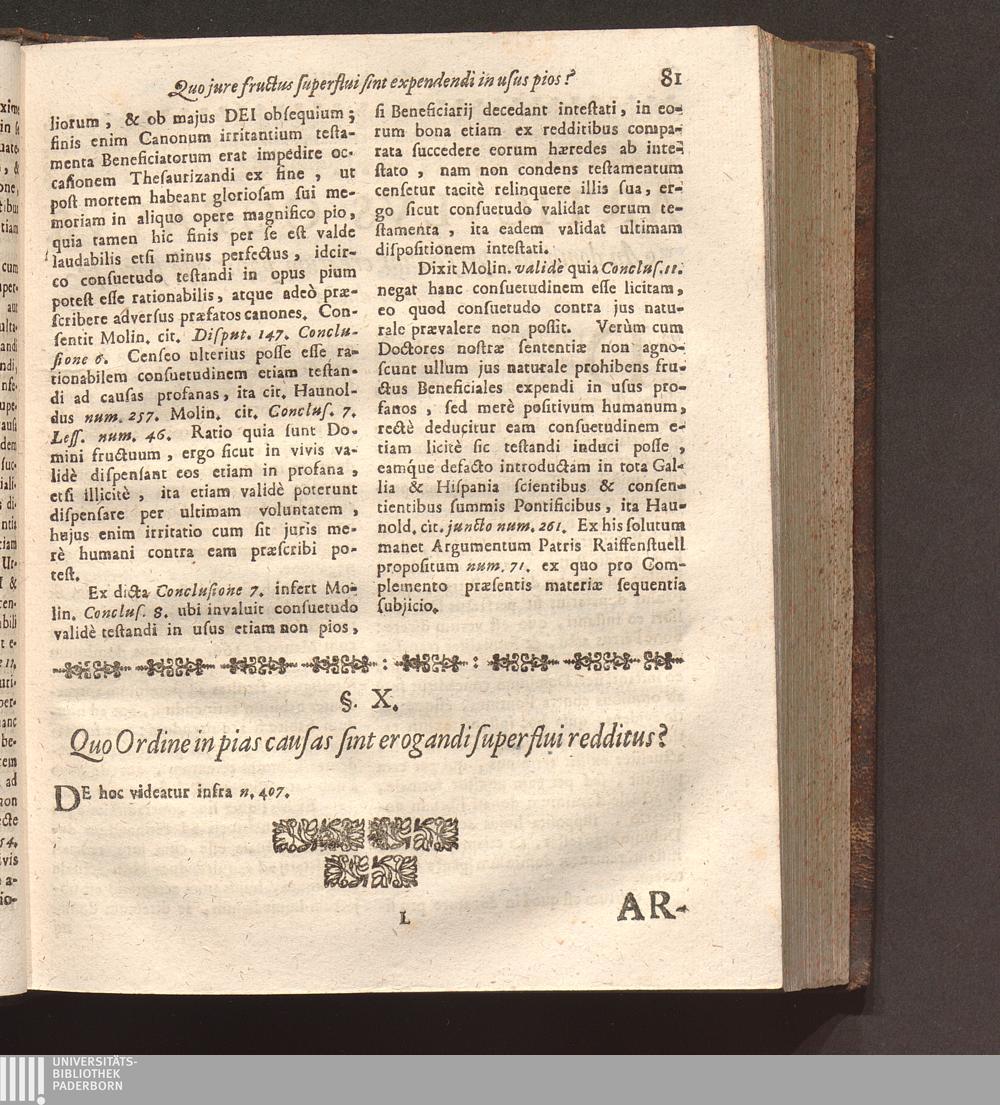 Quo jure fructus superflui sint expendendi in usus pios? 81
liorum, & ob majus DEI obsequium;
finis enim Canonum irritantium testa-
menta Beneficiatorum erat impedire oc-
casionem Thesaurizandi ex fine, ut
post mortem habeant gloriosam sui me-
moriam in aliquo opere magnifico pio,
quia tamen hic finis per se est valde
laudabilis etsi minus perfectus, idcir-
co consuetudo testandi in opus pium
potest esse rationabilis, atque adeò præ-
scribere adversus præfatos canones. Con-
sentit Molin. cit. Disput. 147. Conclu-
sione 6. Censeo ulterius posse esse ra-
tionabilem consuetudinem etiam testan-
di ad causas profanas, ita cit. Haunol-
dus num. 257. Molin. cit. Conclus. 7.
Less. num. 46. Ratio quia sunt Do-
mini fructuum, ergo sicut in vivis va-
lidè dispensant eos etiam in profana,
etsi illicitè, ita etiam validè poterunt
dispensare per ultimam voluntatem,
hujus enim irritatio cum sit juris me-
rè humani contra eam præscribi po-
test.
Ex dicta Conclusione 7. infert Mo-
lin. Conclus. 8. ubi invaluit consuetudo
validè testandi in usus etiam non pios,
si Beneficiarij decedant intestati, in eo-
rum bona etiam ex redditibus compa-
rata succedere eorum hæredes ab inte-
stato, nam non condens testamentum
censetur tacitè relinquere illis sua, er-
go sicut consuetudo validat eorum te-
stamenta, ita eadem validat ultimam
dispositionem intestati.
Dixit Molin. validè quia Conclus. 11.
negat hanc consuetudinem esse licitam,
eo quod consuetudo contra jus natu-
rale prævalere non possit. Verùm cum
Doctores nostræ sententiæ non agno-
scunt ullum jus naturale prohibens fru-
ctus Beneficiales expendi in usus pro-
fanos, sed merè positivum humanum,
rectè deducitur eam consuetudinem e-
tiam licitè sic testandi induci posse,
eamque defacto introductam in tota Gal-
lia & Hispania scientibus & consen-
tientibus summis Pontificibus, ita Hau-
nold. cit. juncto num. 261. Ex his solutum
manet Argumentum Patris Raiffenstuell
propositum num. 71. ex quo pro Com-
plemento præsentis materiæ sequentia
subjicio.
§. X.
Quo Ordine in pias causas sint erogandi superflui redditus?
DE hoc videatur infra n. 407.
L AR-
UNIVERSITÄTS-
BIBLIOTHEK
PADERBORN